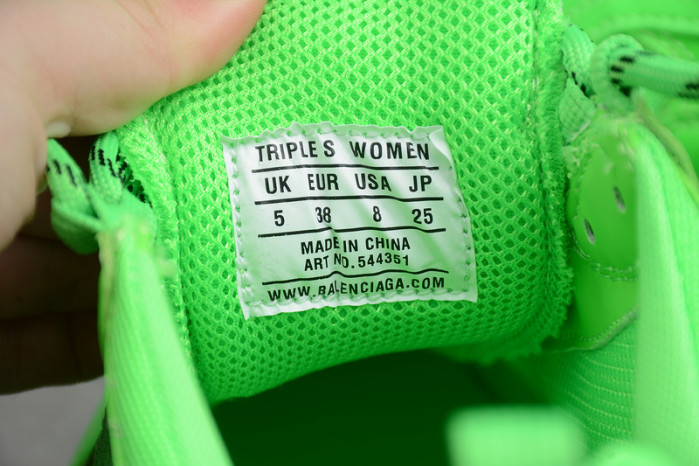 TRIPLE S WOMEN
UK EUR USA JP
5 38 8 25
MADE IN CHINA
ART NO.544351
WWW.BALENCIAGA.COM